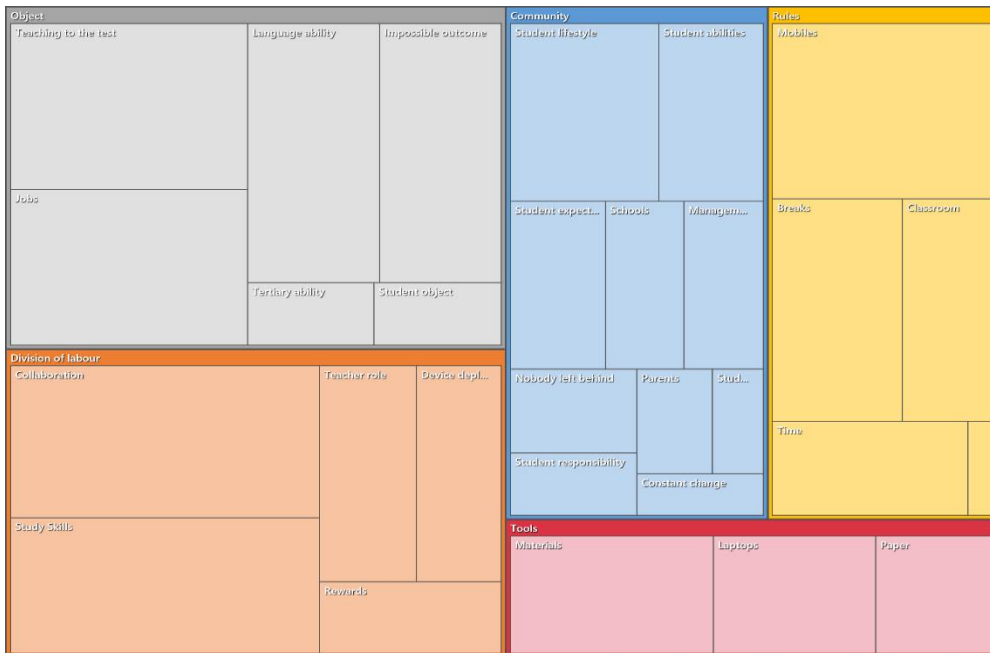 Object
Teaching to the test
Language ability
Impossible outcome
Jobs
Tertiary ability
Student object
Division of labour
Collaboration
Teacher role
Device depl...
Study Skills
Rewards
Community
Student lifestyle
Student abilities
Student expect...
Schools
Managem...
Nobody left behind
Parents
Stud...
Student responsibility
Constant change
Rules
Mobiles
Breaks
Classroom
Time
Tools
Materials
Laptops
Paper